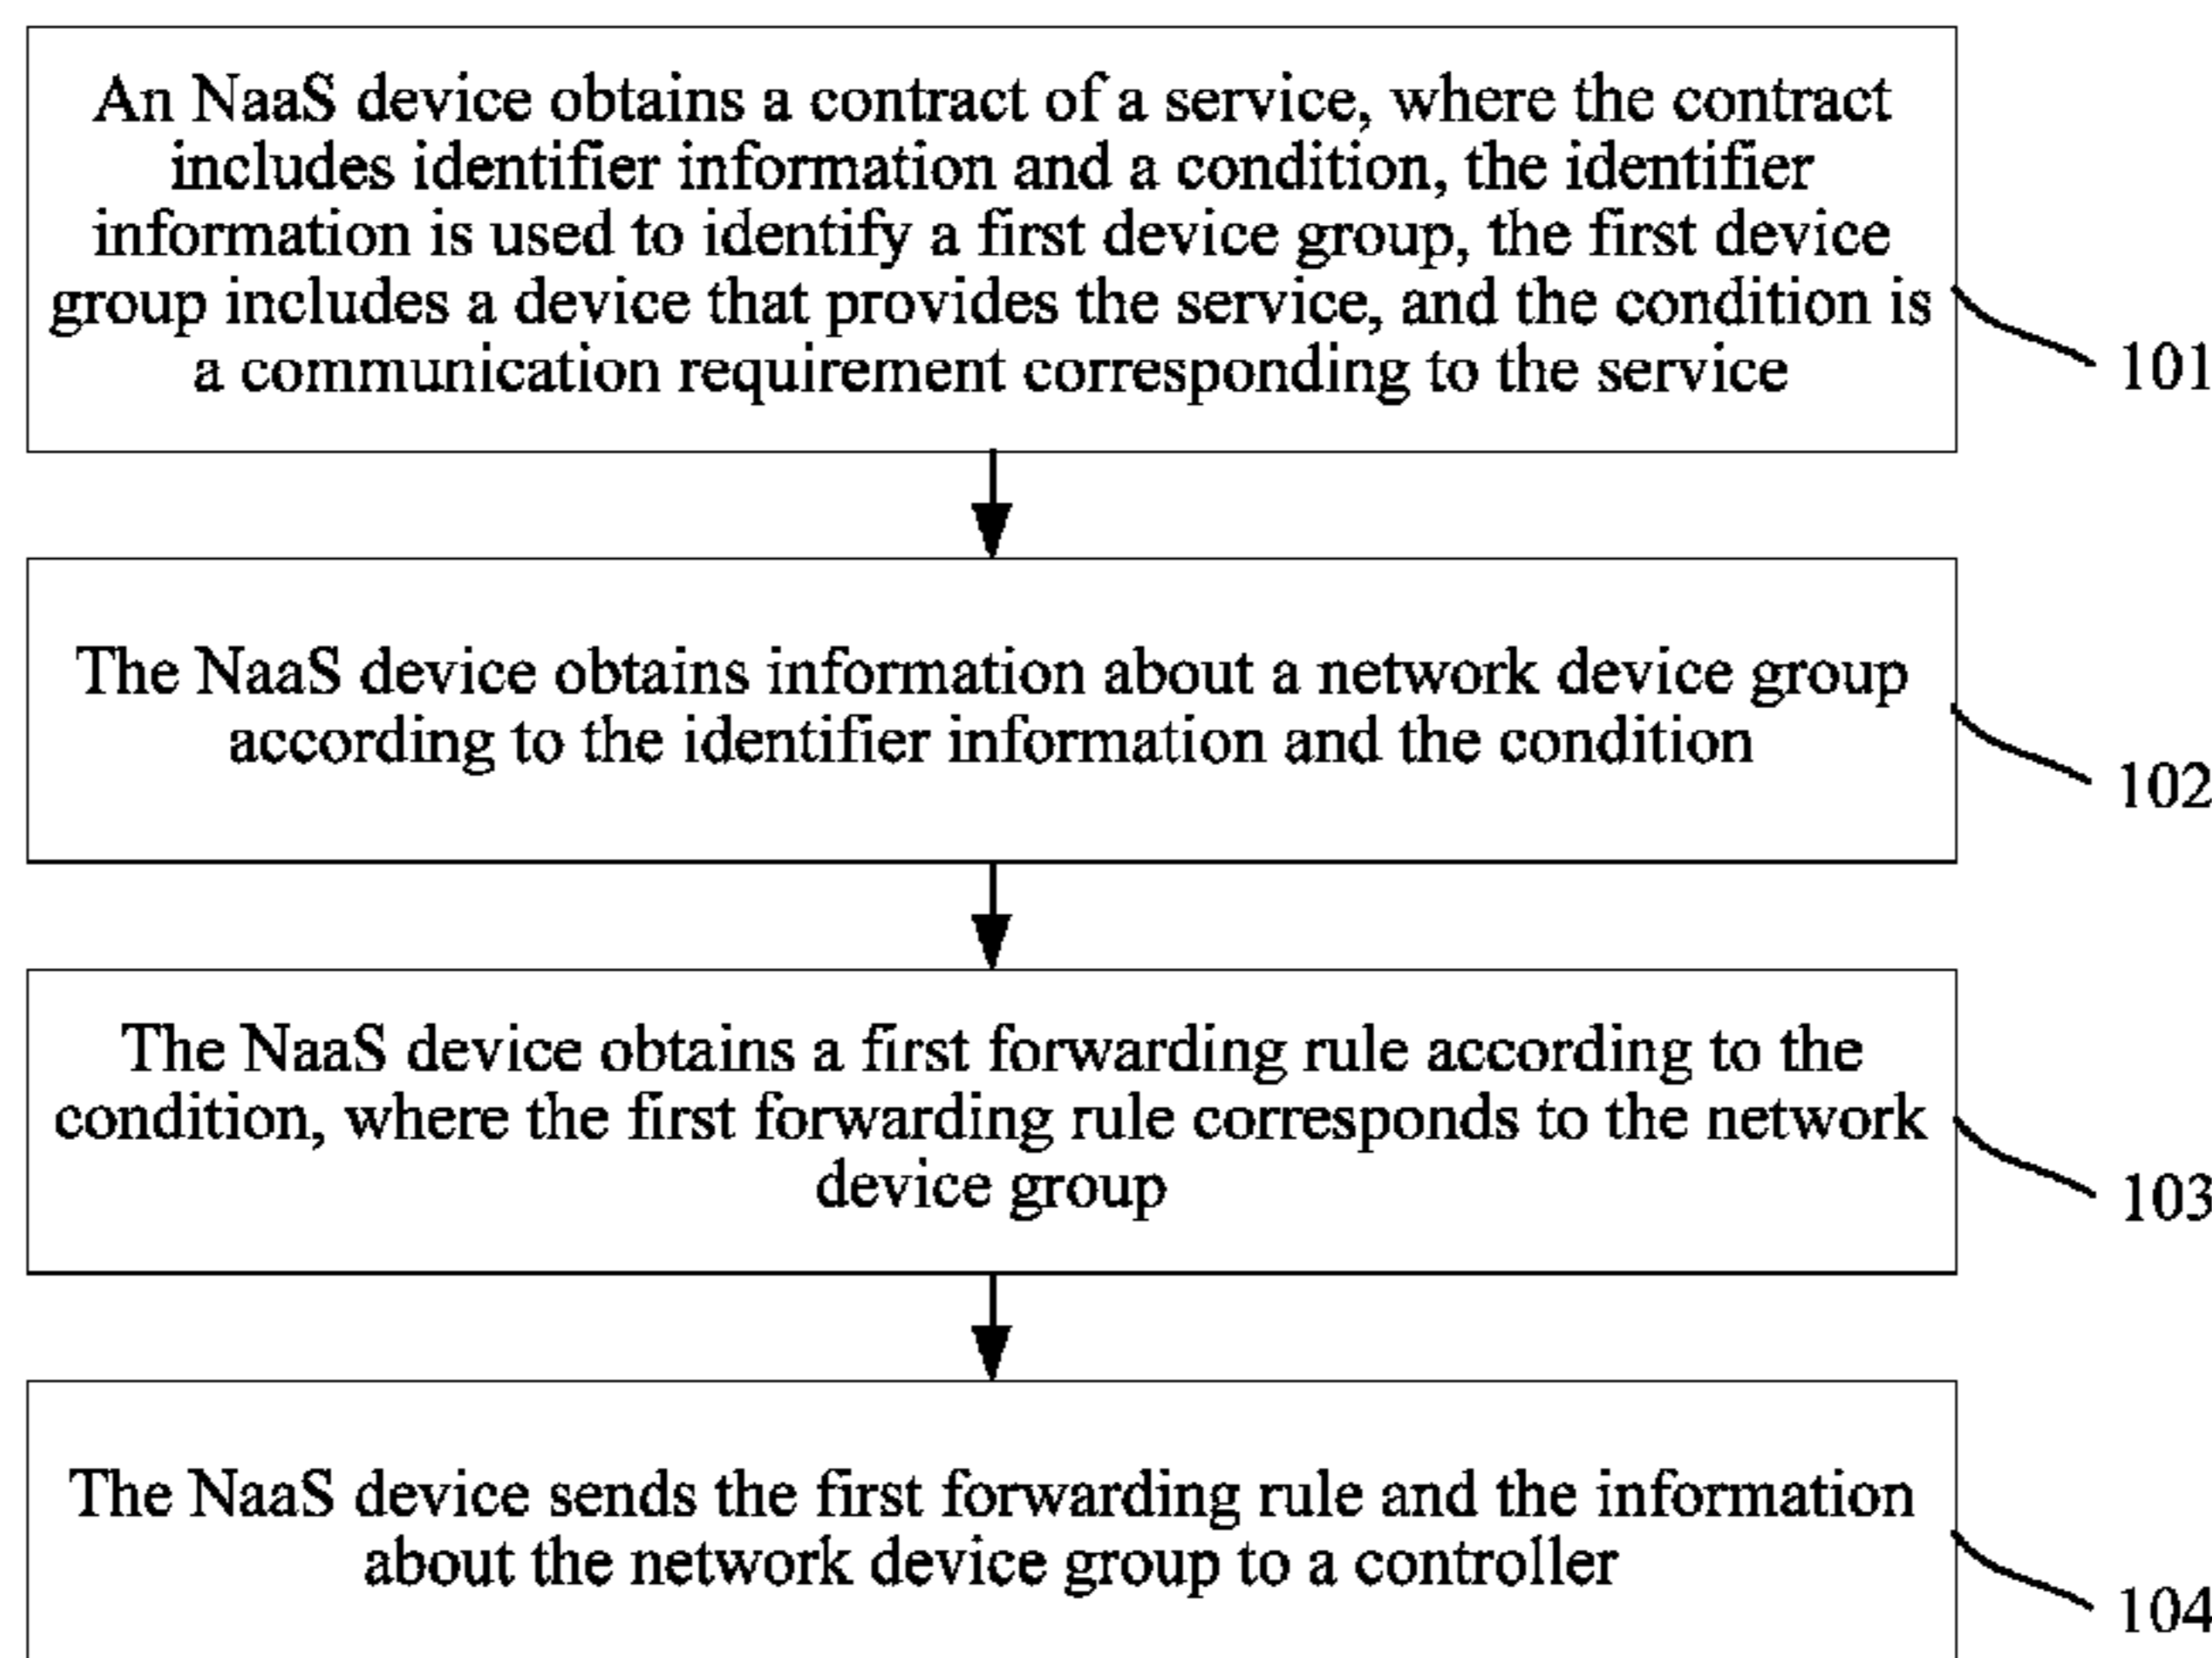 An NaaS device obtains a contract of a service, where the contract
includes identifier information and a condition, the identifier
information is used to identify a first device group, the first device
group includes a device that provides the service, and the condition is
a communication requirement corresponding to the service
101
The NaaS device obtains information about a network device group
according to the identifier information and the condition
102
The NaaS device obtains a first forwarding rule according to the
condition, where the first forwarding rule corresponds to the network
device group
103
The NaaS device sends the first forwarding rule and the information
about the network device group to a controller
104